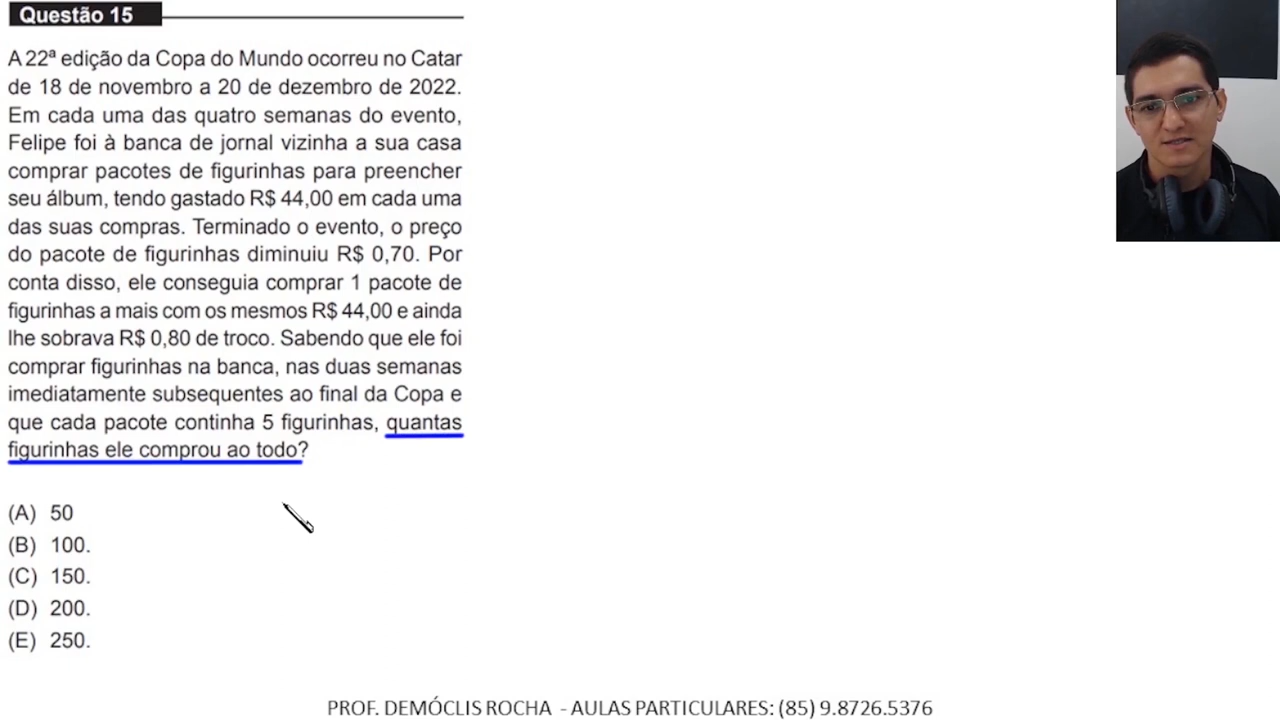 Questão 15
A 22ª edição da Copa do Mundo ocorreu no Catar
de 18 de novembro a 20 de dezembro de 2022.
Em cada uma das quatro semanas do evento,
Felipe foi à banca de jornal vizinha a sua casa
comprar pacotes de figurinhas para preencher
seu álbum, tendo gastado R$ 44,00 em cada uma
das suas compras. Terminado o evento, o preço
do pacote de figurinhas diminuiu R$ 0,70. Por
conta disso, ele conseguia comprar 1 pacote de
figurinhas a mais com os mesmos R$ 44,00 e ainda
lhe sobrava R$ 0,80 de troco. Sabendo que ele foi
comprar figurinhas na banca, nas duas semanas
imediatamente subsequentes ao final da Copa e
que cada pacote continha 5 figurinhas, quantas
figurinhas ele comprou ao todo?
(A) 50
(B) 100.
(C) 150.
(D) 200.
(E) 250.
PROF. DEMÓCLIS ROCHA - AULAS PARTICULARES: (85) 9.8726.5376